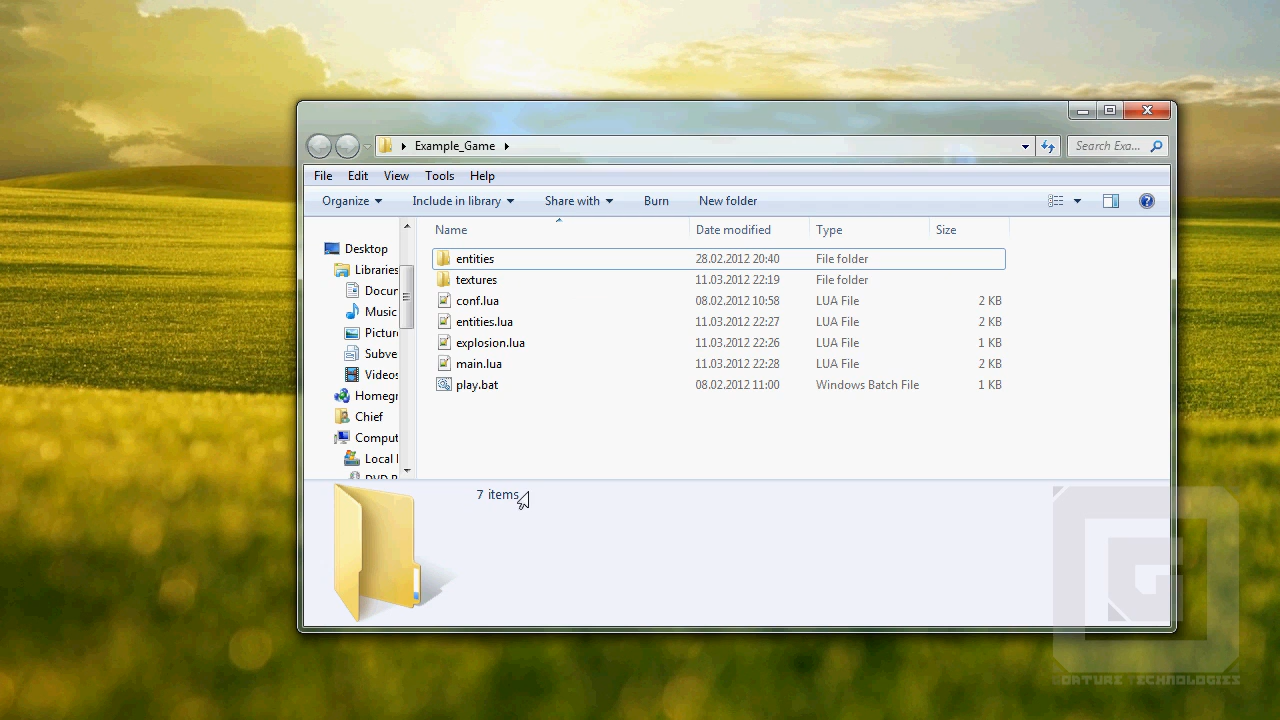 Example_Game
Search Exa...
File Edit View Tools Help
Organize Include in library Share with Burn New folder
Name Date modified Type Size
Desktop
Libraries
Docur
Music
Picture
Subve
Videos
Homegr
Chief
Comput
Local
entities 28.02.2012 20:40 File folder
textures 11.03.2012 22:19 File folder
conf.lua 08.02.2012 10:58 LUA File 2 KB
entities.lua 11.03.2012 22:27 LUA File 2 KB
explosion.lua 11.03.2012 22:26 LUA File 1 KB
main.lua 11.03.2012 22:28 LUA File 2 KB
play.bat 08.02.2012 11:00 Windows Batch File 1 KB
7 items
Technologies